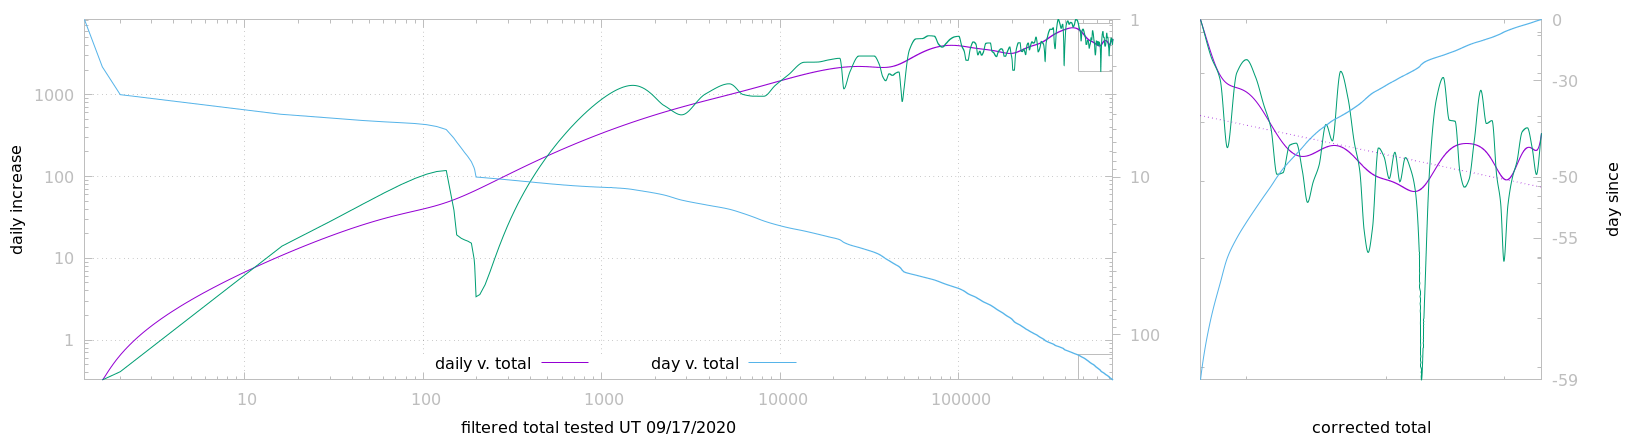 daily increase
1000
100
10
1
daily v. total
day v. total
10
100
1000
10000
100000
filtered total tested UT 09/17/2020
1
10
100
0
-30
-50
-55
-59
day since
corrected total